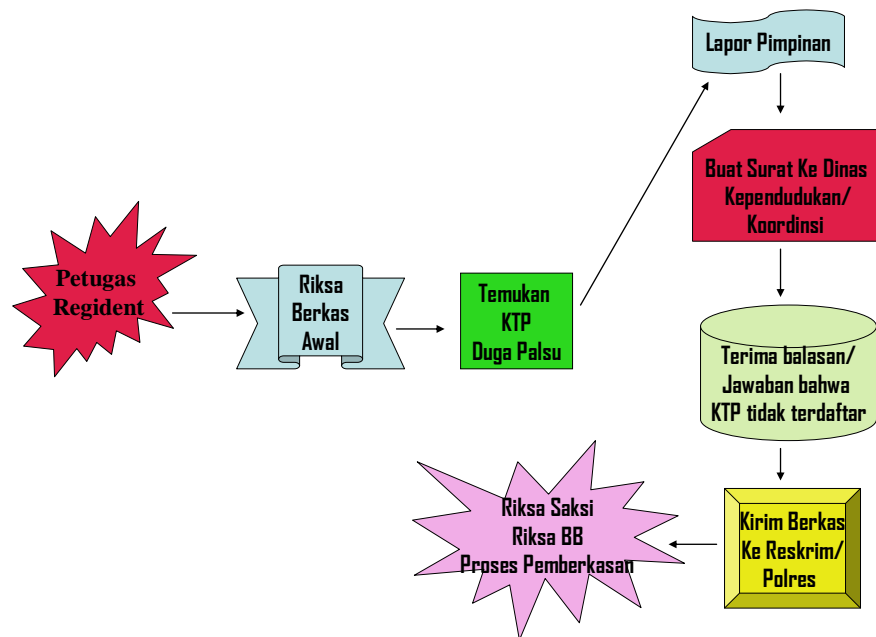 Petugas
Regident
Riksa
Berkas
Awal
Temukan
KTP
Duga Palsu
Lapor Pimpinan
Buat Surat Ke Dinas
Kependudukan/
Koordinsi
Terima balasan/
Jawaban bahwa
KTP tidak terdaftar
Kirim Berkas
Ke Reskrim/
Polres
Riksa Saksi
Riksa BB
Proses Pemberkasan